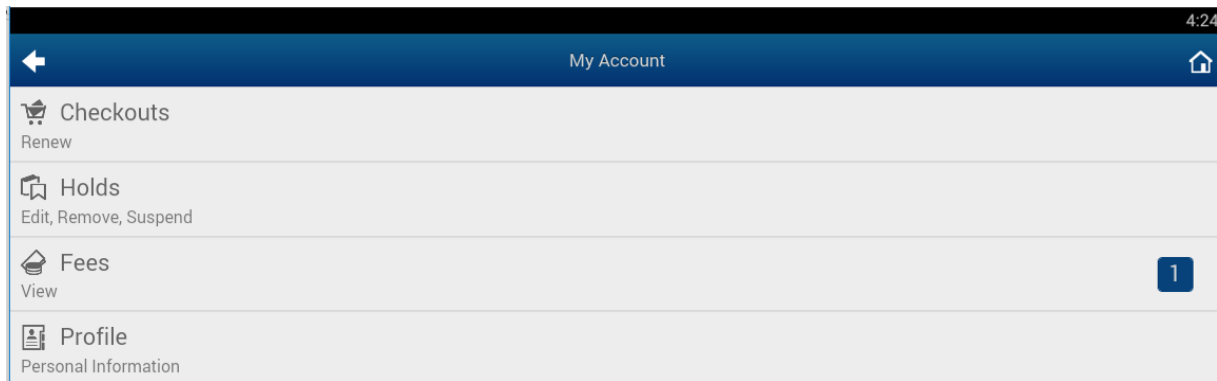 4:24
My Account
Checkouts
Renew
Holds
Edit, Remove, Suspend
Fees
1
View
Profile
Personal Information